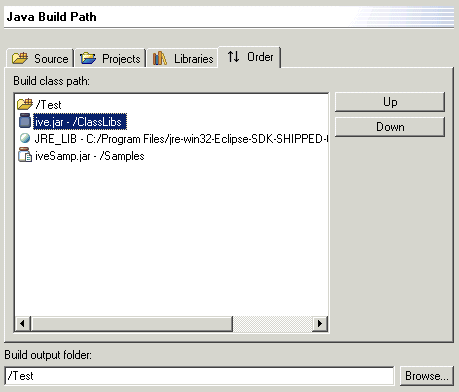 Java Build Path
Source Projects Libraries Order
Build class path:
/Test
ive.jar - /ClassLibs
JRE_LIB - C:/Program Files/jre-win32-Eclipse-SDK-SHIPPED-
iveSamp.jar - /Samples
Up
Down
Build output folder:
/Test
Browse...